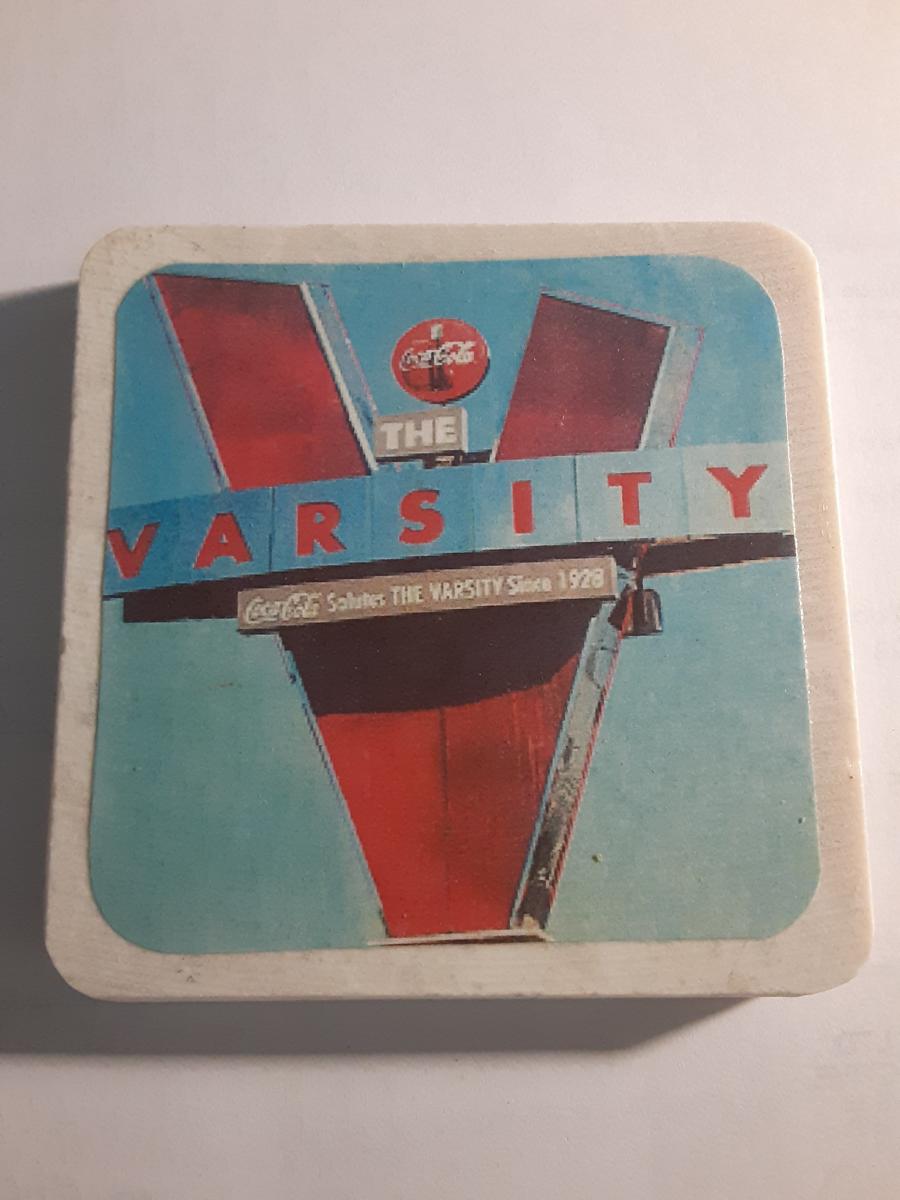 Coca-Cola
THE
VARSITY
Coca-Cola Salutes THE VARSITY Since 1928